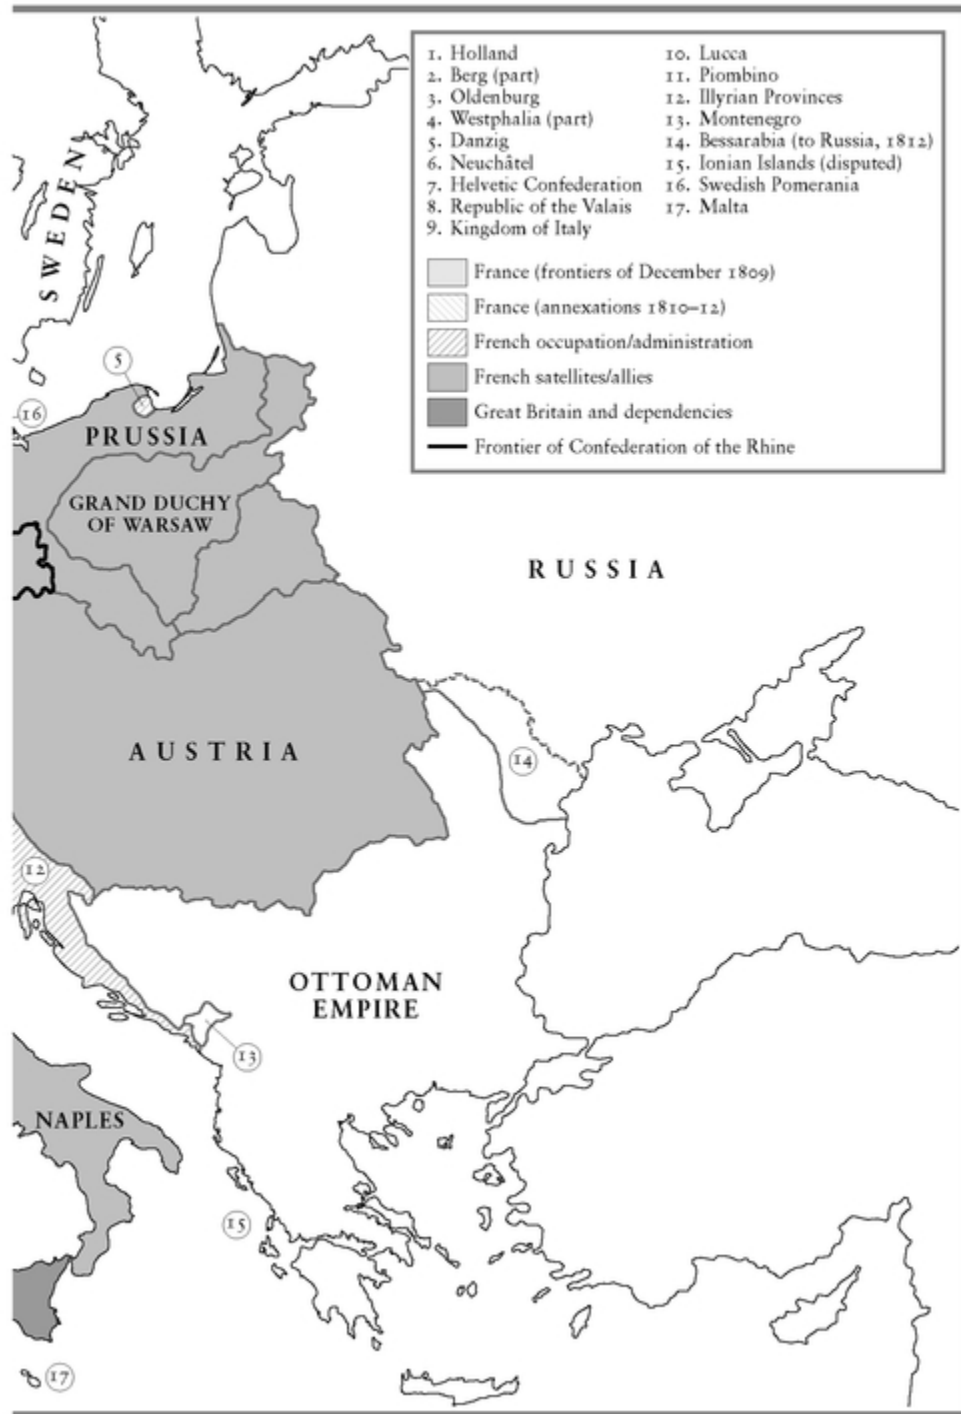 1. Holland
2. Berg (part)
3. Oldenburg
4. Westphalia (part)
5. Danzig
6. Neuchâtel
7. Helvetic Confederation
8. Republic of the Valais
9. Kingdom of Italy
10. Lucca
11. Piombino
12. Illyrian Provinces
13. Montenegro
14. Bessarabia (to Russia, 1812)
15. Ionian Islands (disputed)
16. Swedish Pomerania
17. Malta
France (frontiers of December 1809)
France (annexations 1810–12)
French occupation/administration
French satellites/allies
Great Britain and dependencies
Frontier of Confederation of the Rhine
SWEDEN
5
16
PRUSSIA
GRAND DUCHY
OF WARSAW
RUSSIA
AUSTRIA
14
12
OTTOMAN
EMPIRE
13
NAPLES
15
17